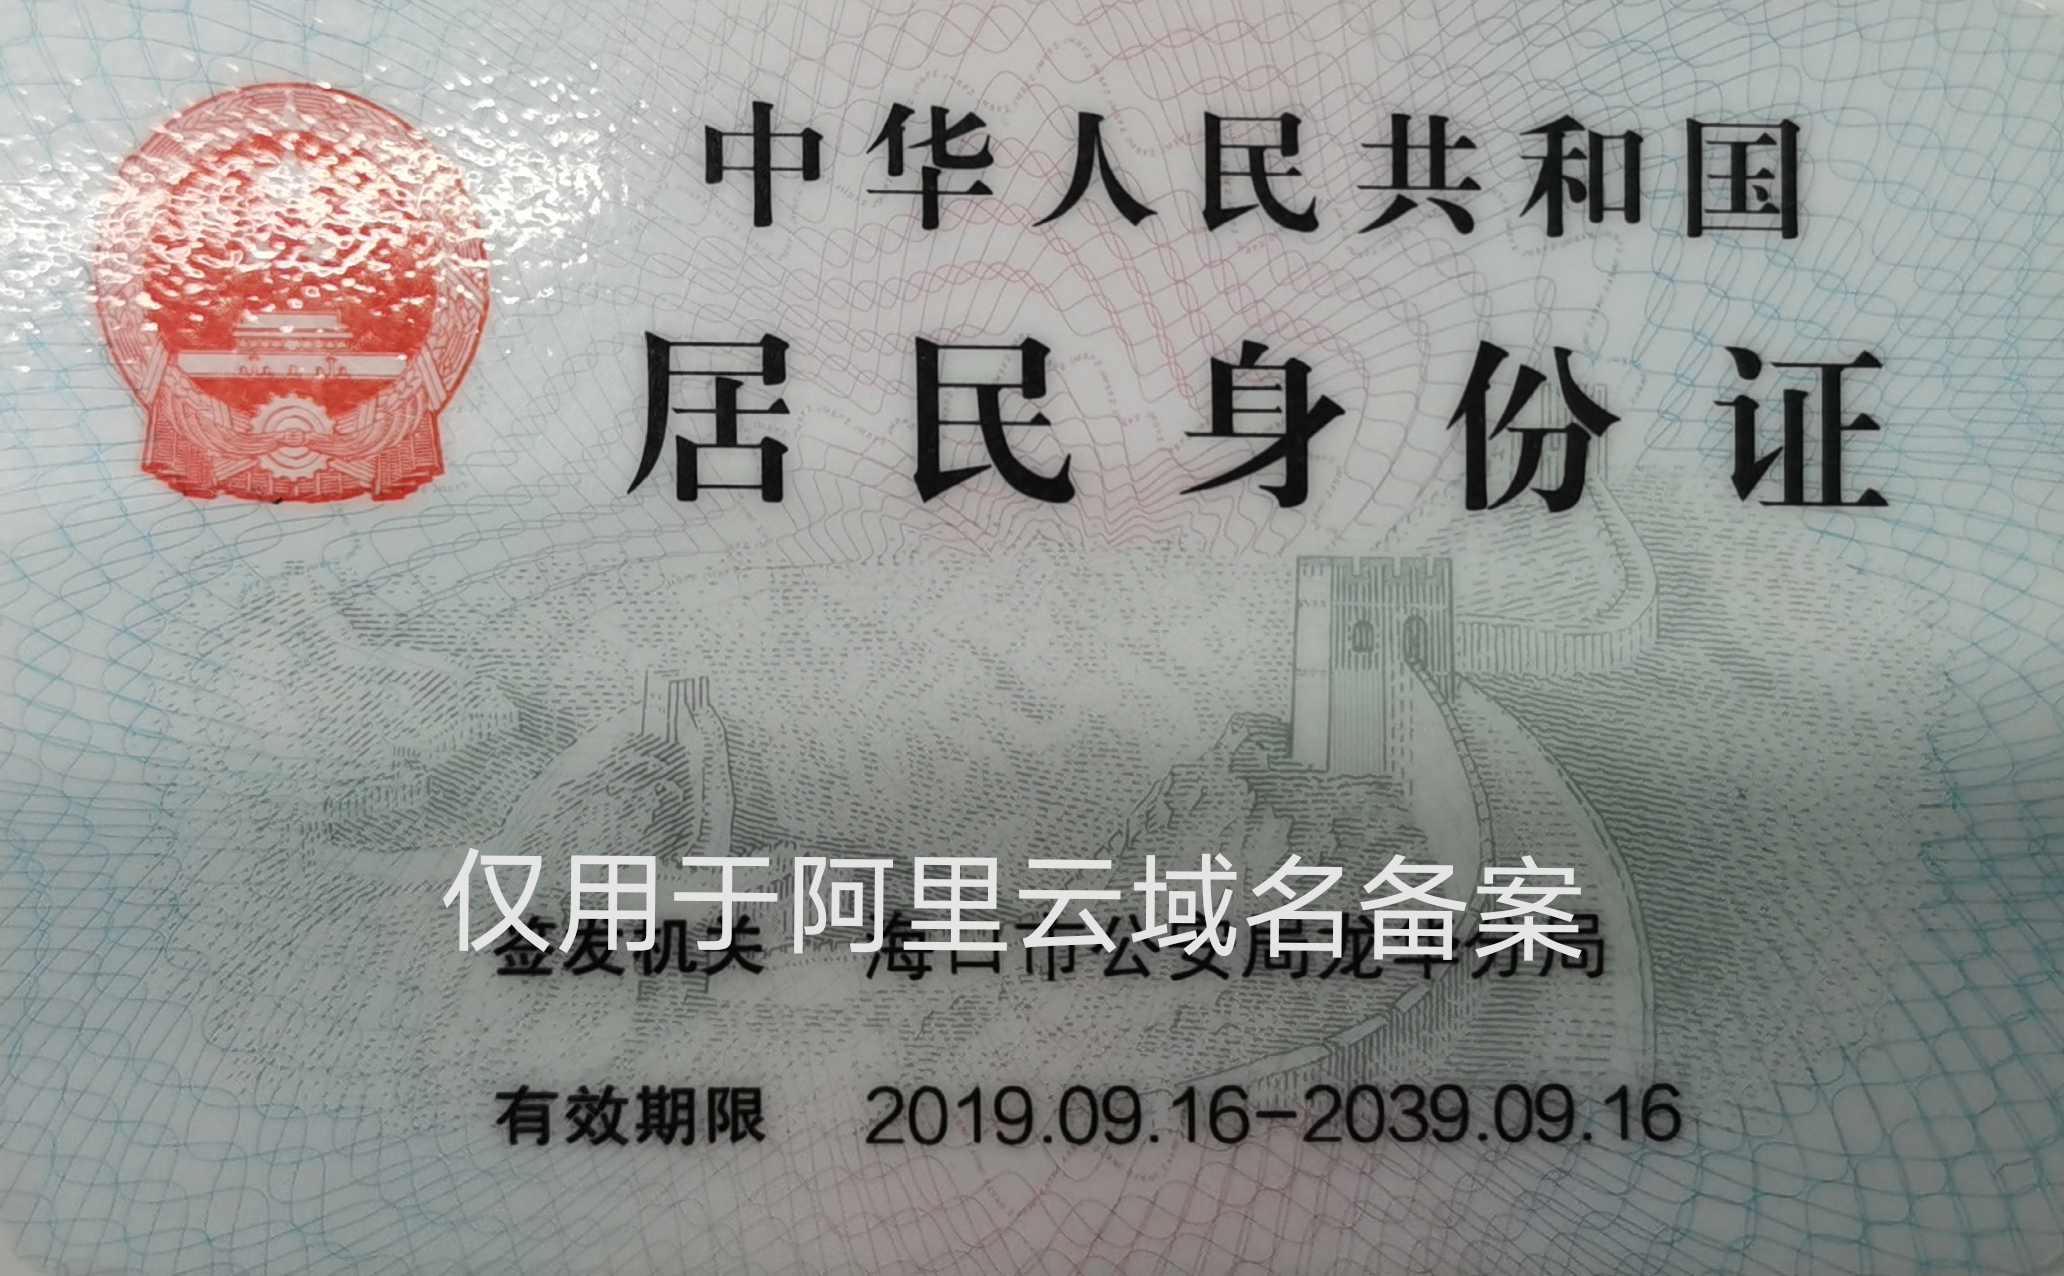 中华人民共和国
居民身份证
仅用于阿里云域名备案
签发机关 海口市公安局龙华分局
有效期限 2019.09.16-2039.09.16